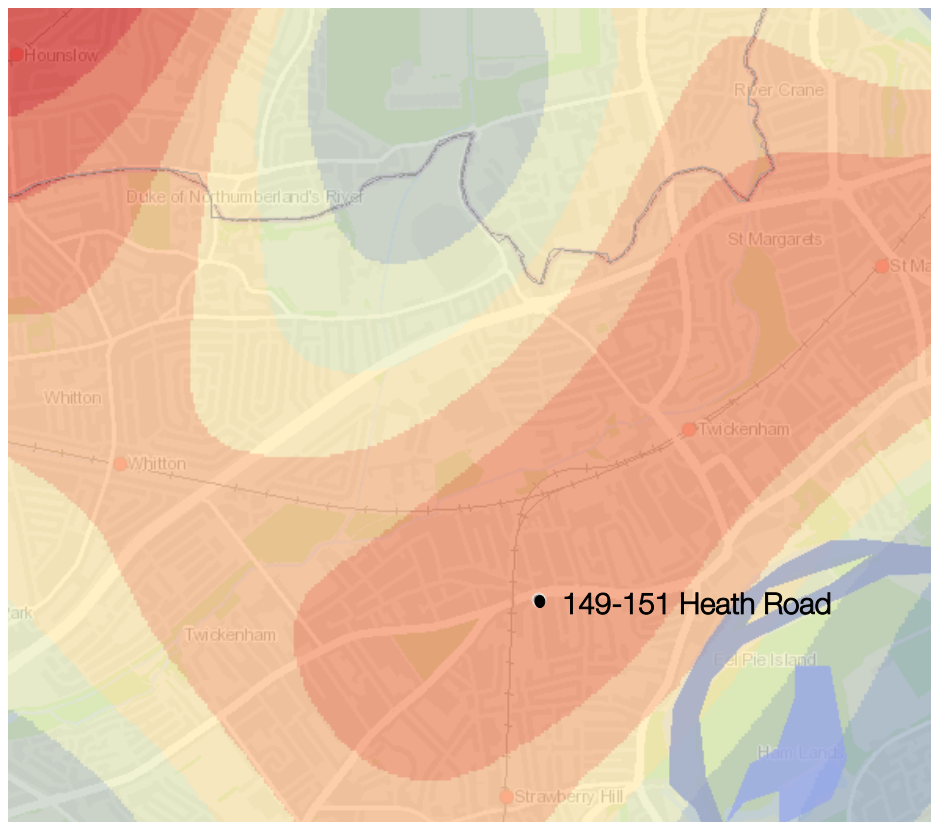 Hounslow
River Crane
Duke of Northumberland's River
St Margarets
St Ma
Whitton
Twickenham
Whitton
149-151 Heath Road
ark
Twickenham
Eel Pie Island
Ham Land
Strawberry Hill